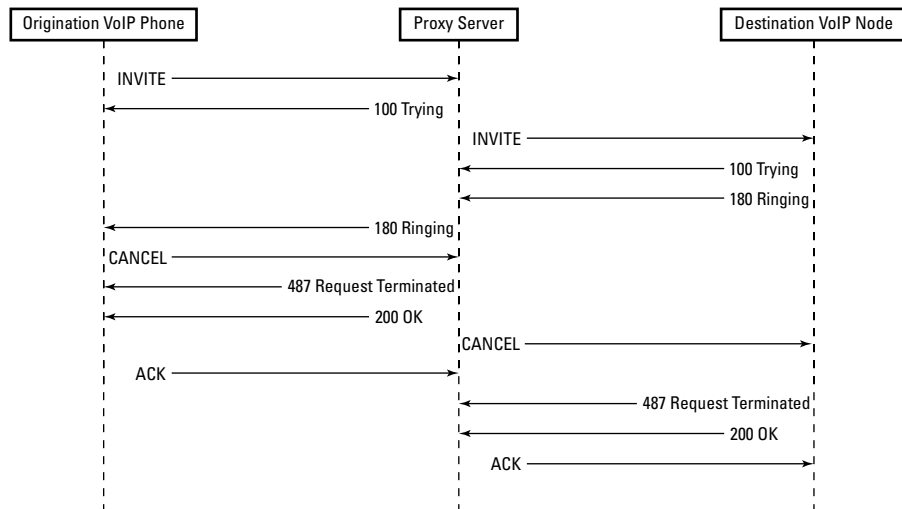 Origination VoIP Phone
Proxy Server
Destination VoIP Node
INVITE
100 Trying
INVITE
100 Trying
180 Ringing
180 Ringing
CANCEL
487 Request Terminated
200 OK
CANCEL
ACK
487 Request Terminated
200 OK
ACK